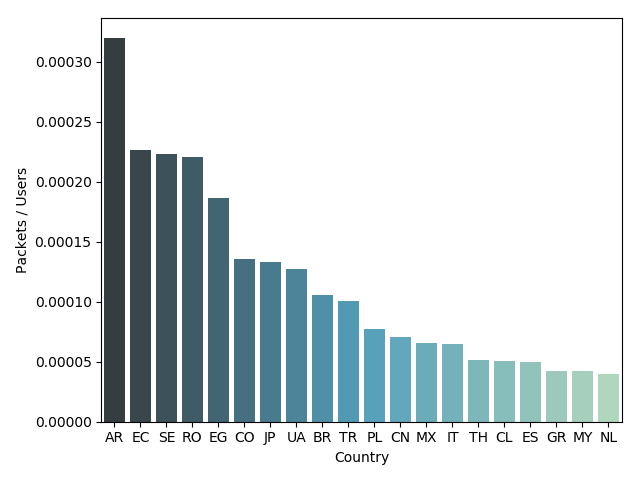 0.00030
0.00025
0.00020
0.00015
0.00010
0.00005
0.00000
Packets / Users
AR EC SE RO EG CO JP UA BR TR PL CN MX IT TH CL ES GR MY NL
Country